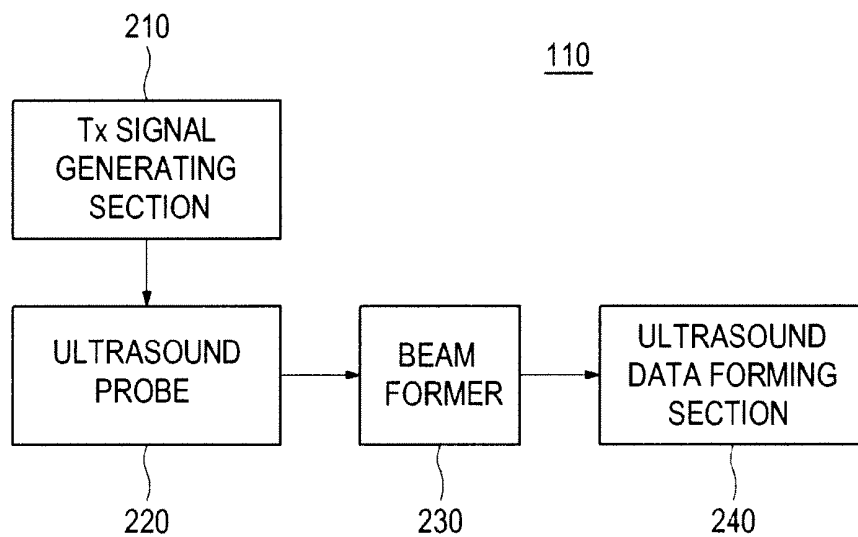 210
110
Tx SIGNAL
GENERATING
SECTION
ULTRASOUND
PROBE
BEAM
FORMER
ULTRASOUND
DATA FORMING
SECTION
220
230
240